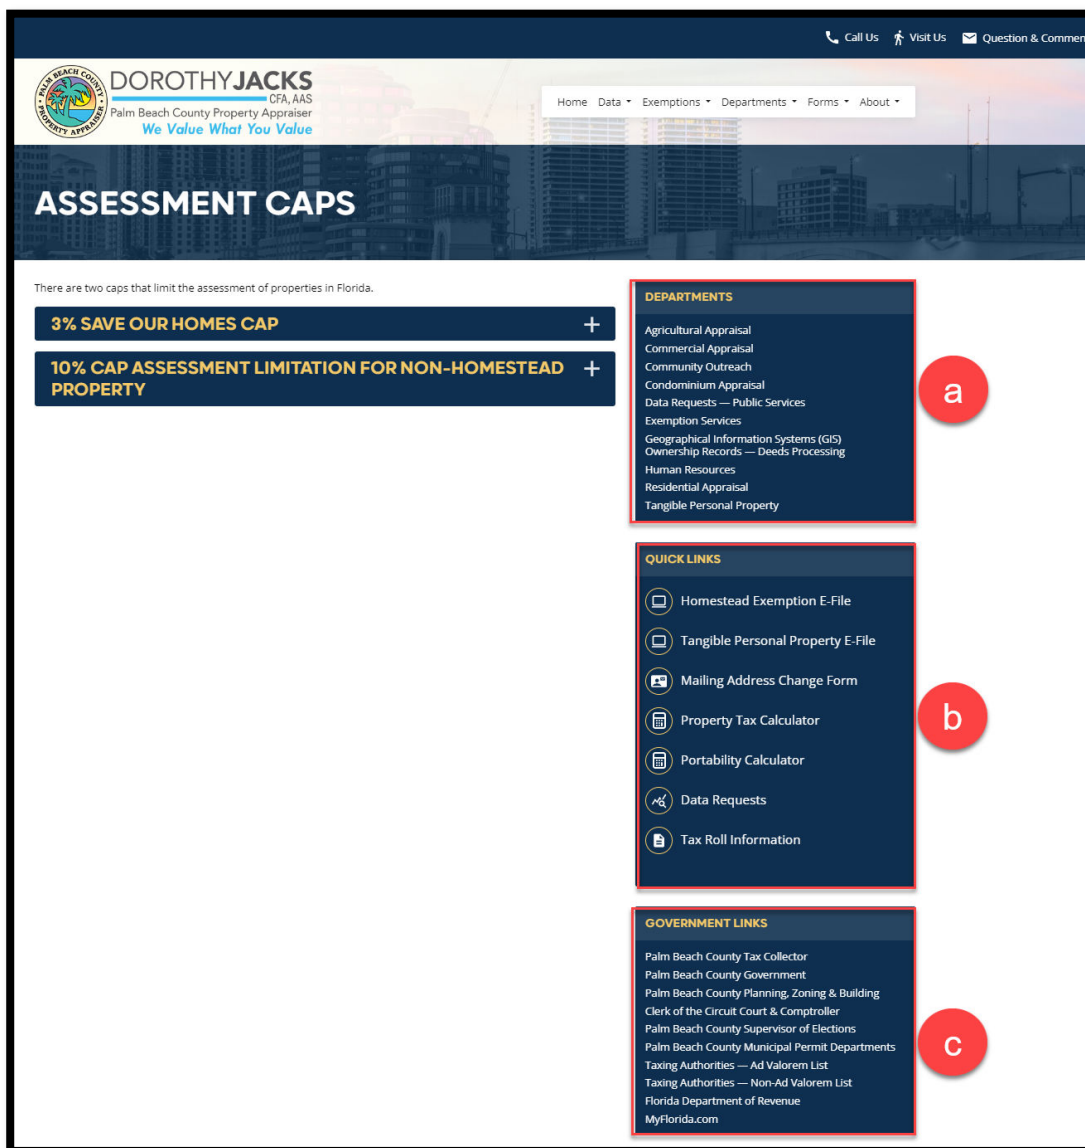 Call Us Visit Us Question & Commen
PALM BEACH COUNTY
PROPERTY APPRAISER
DOROTHYJACKS
CFA, AAS
Palm Beach County Property Appraiser
We Value What You Value
Home Data Exemptions Departments Forms About
ASSESSMENT CAPS
There are two caps that limit the assessment of properties in Florida.
3% SAVE OUR HOMES CAP +
10% CAP ASSESSMENT LIMITATION FOR NON-HOMESTEAD +
PROPERTY
DEPARTMENTS
Agricultural Appraisal
Commercial Appraisal
Community Outreach
Condominium Appraisal
Data Requests — Public Services
Exemption Services
Geographical Information Systems (GIS)
Ownership Records — Deeds Processing
Human Resources
Residential Appraisal
Tangible Personal Property
a
QUICK LINKS
Homestead Exemption E-File
Tangible Personal Property E-File
Mailing Address Change Form
Property Tax Calculator
Portability Calculator
Data Requests
Tax Roll Information
b
GOVERNMENT LINKS
Palm Beach County Tax Collector
Palm Beach County Government
Palm Beach County Planning, Zoning & Building
Clerk of the Circuit Court & Comptroller
Palm Beach County Supervisor of Elections
Palm Beach County Municipal Permit Departments
Taxing Authorities — Ad Valorem List
Taxing Authorities — Non-Ad Valorem List
Florida Department of Revenue
MyFlorida.com
c